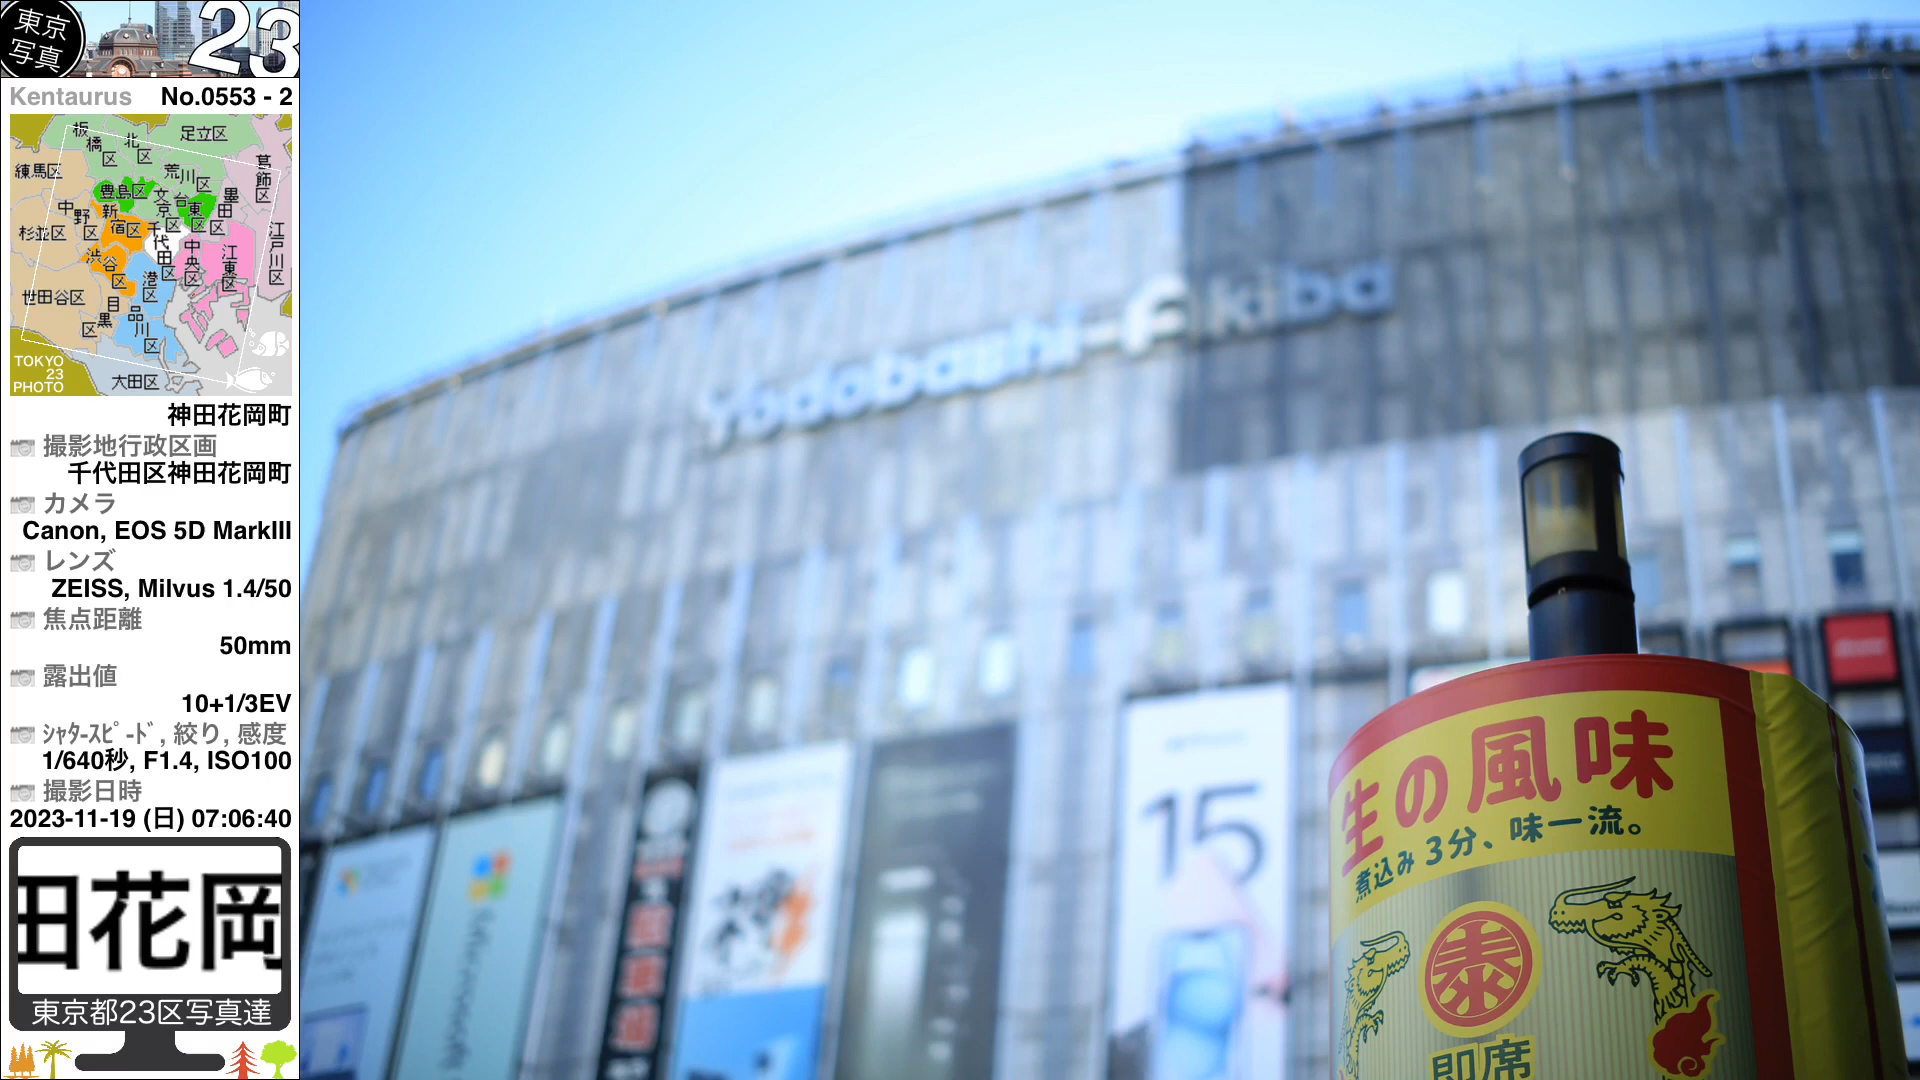 東京
写真
23
Kentaurus No.0553 - 2
板橋区
北区
足立区
練馬区
荒川区
葛飾区
豊島区
文京区
台東区
墨田区
中野区
新宿区
杉並区
千代田区
中央区
江東区
江戸川区
渋谷区
港区
世田谷区
目黒区
品川区
大田区
TOKYO
23
PHOTO
神田花岡町
撮影地行政区画
千代田区神田花岡町
カメラ
Canon, EOS 5D MarkIII
レンズ
ZEISS, Milvus 1.4/50
焦点距離
50mm
露出値
10+1/3EV
ｼｬﾀｰｽﾋﾟｰﾄﾞ, 絞り, 感度
1/640秒, F1.4, ISO100
撮影日時
2023-11-19 (日) 07:06:40
田花岡
東京都23区写真達
Yodobashi-Akiba
15
生の風味
煮込み3分、味一流。
泰
即席